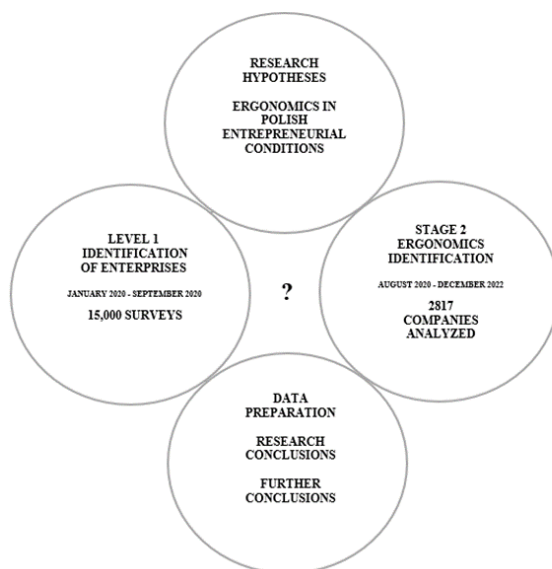 RESEARCH
HYPOTHESES
ERGONOMICS IN
POLISH
ENTREPRENEURIAL
CONDITIONS
LEVEL 1
IDENTIFICATION
OF ENTERPRISES
JANUARY 2020 - SEPTEMBER 2020
15,000 SURVEYS
?
STAGE 2
ERGONOMICS
IDENTIFICATION
AUGUST 2020 - DECEMBER 2022
2817
COMPANIES
ANALYZED
DATA
PREPARATION
RESEARCH
CONCLUSIONS
FURTHER
CONCLUSIONS